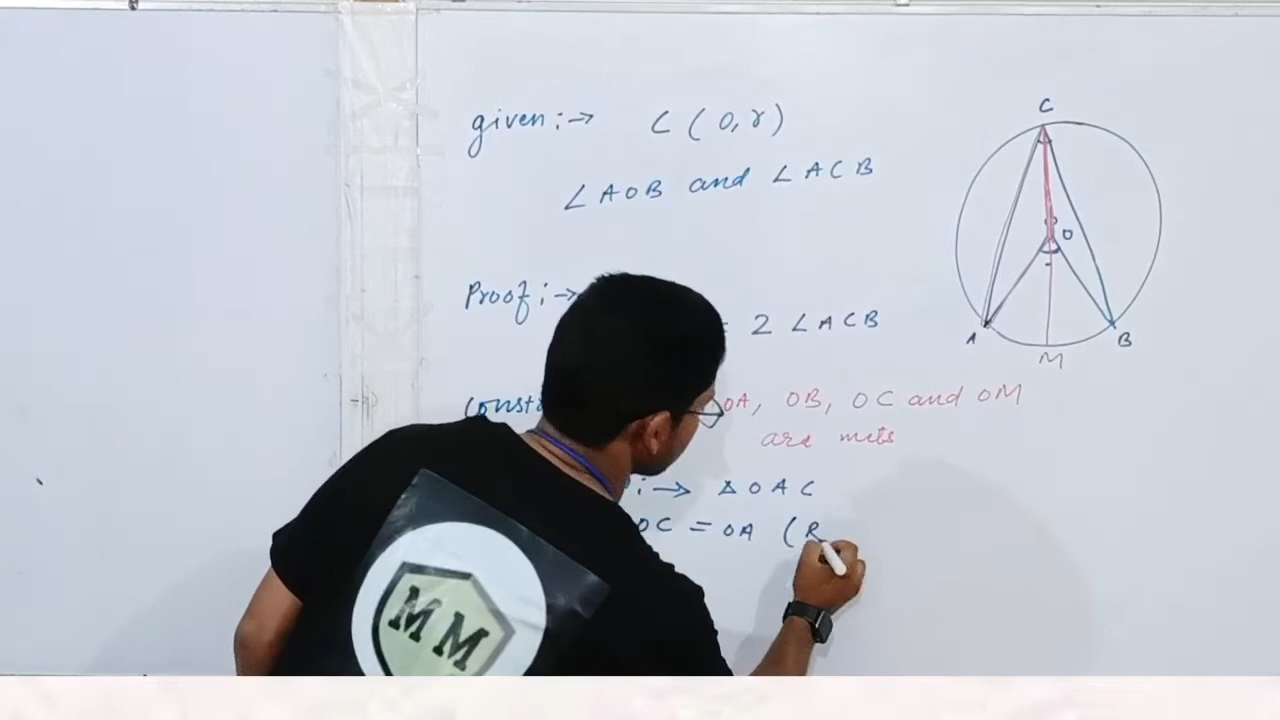 given :→ C ( O, r )
∠ AOB and ∠ ACB
Proof :→
= 2 ∠ ACB
Const
OA, OB, OC and OM
are mets
:→ △ OAC
OC = OA ( R
C
O
A
B
M
MM